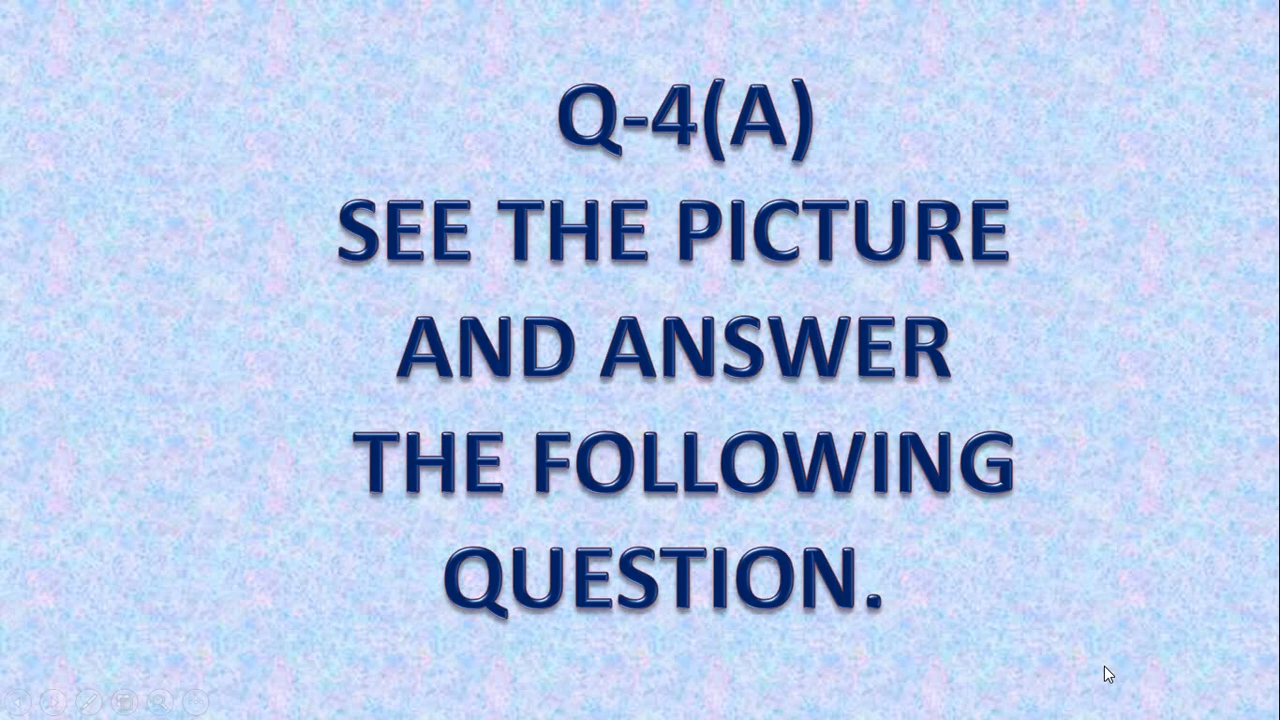 Q-4(A)
SEE THE PICTURE
AND ANSWER
THE FOLLOWING
QUESTION.